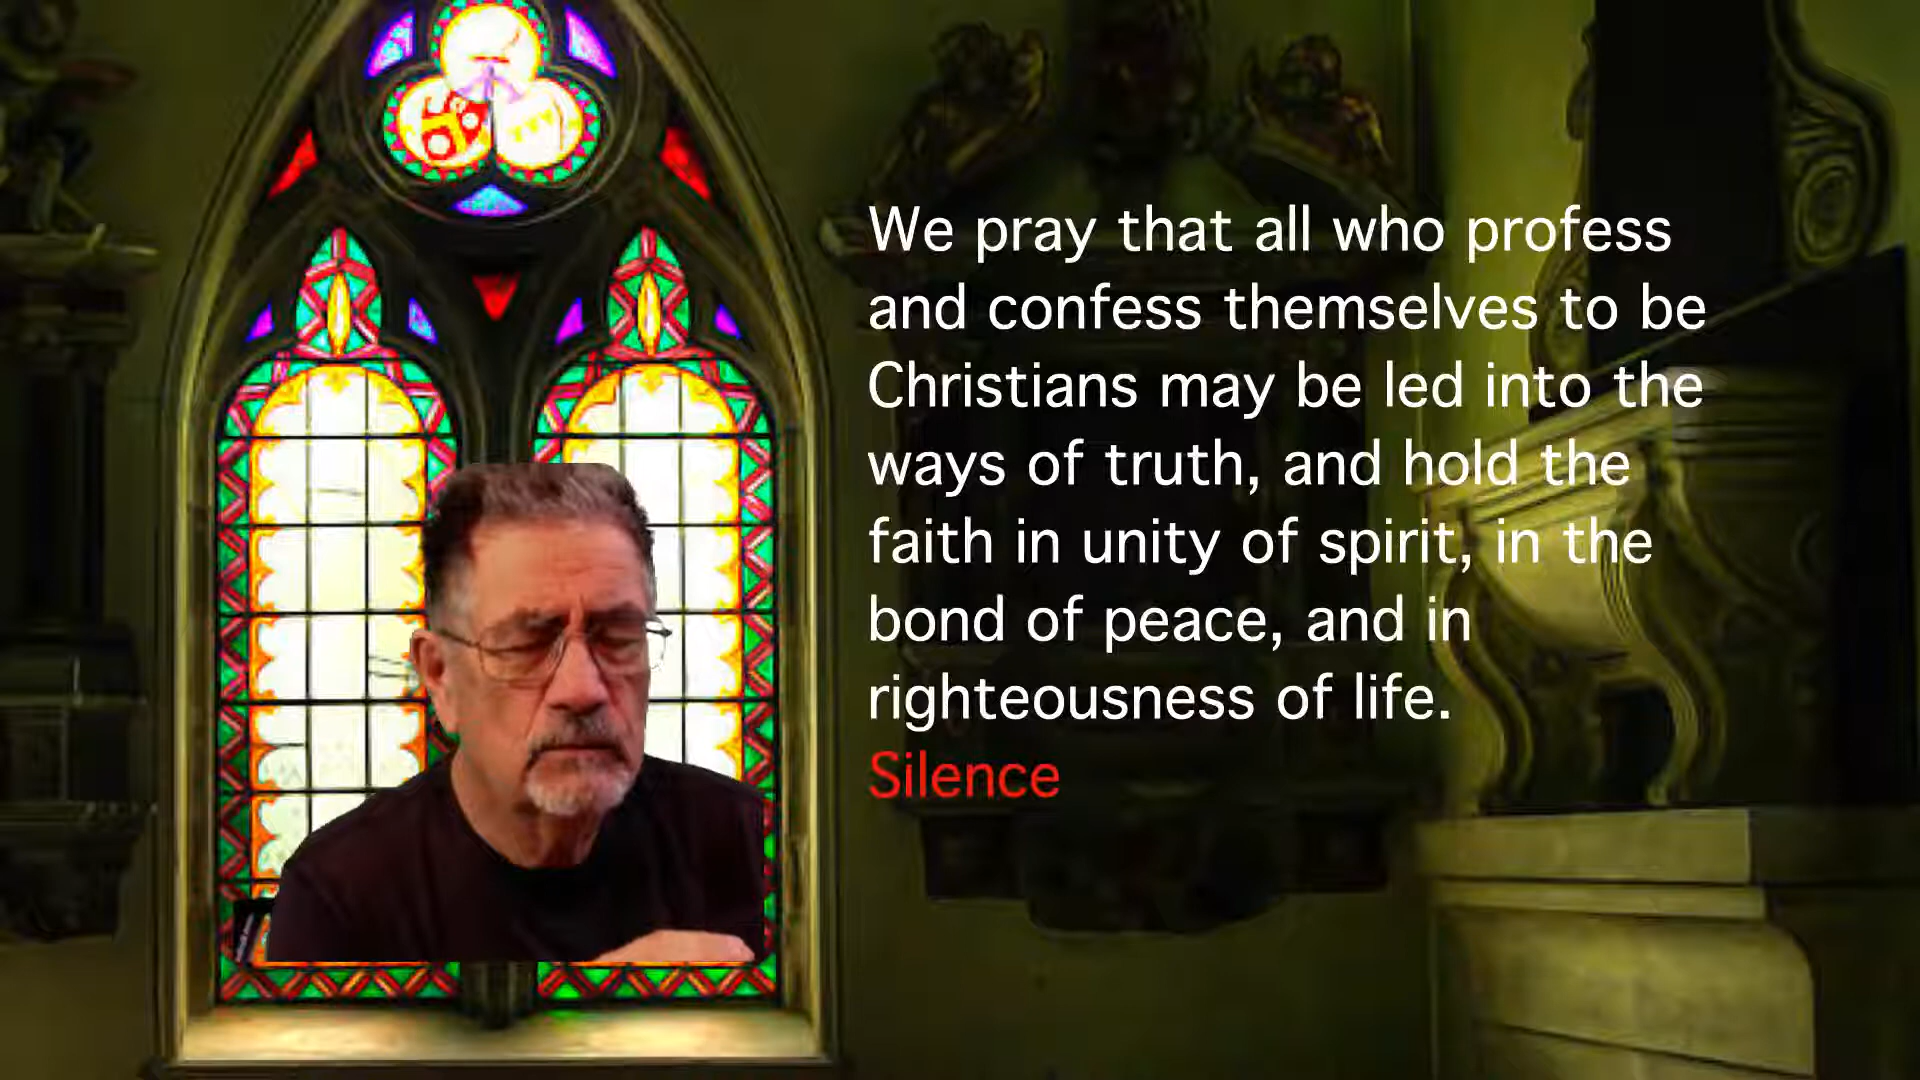 We pray that all who profess
and confess themselves to be
Christians may be led into the
ways of truth, and hold the
faith in unity of spirit, in the
bond of peace, and in
righteousness of life.
Silence